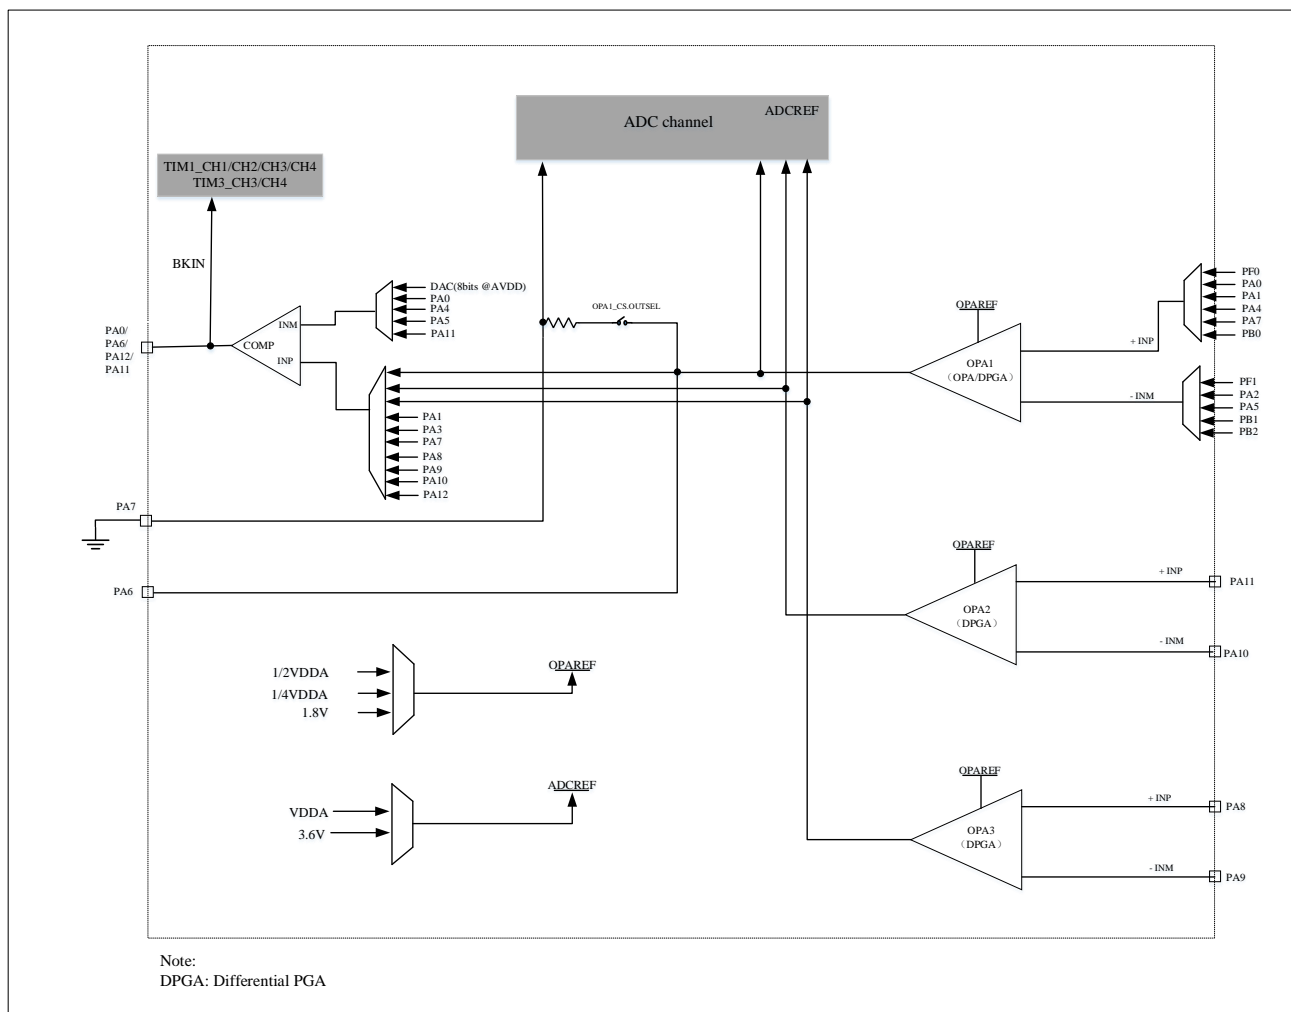 ADC channel
ADCREF
TIM1_CH1/CH2/CH3/CH4
TIM3_CH3/CH4
BKIN
DAC(8bits @AVDD)
PA0
PA4
PA5
PA11
OPA1_CS.OUTSEL
PA0/
PA6/
PA12/
PA11
COMP
INM
INP
PA1
PA3
PA7
PA8
PA9
PA10
PA12
OPAREF
OPA1
（OPA/DPGA）
+ INP
- INM
PF0
PA0
PA1
PA4
PA7
PB0
PF1
PA2
PA5
PB1
PB2
PA7
PA6
OPAREF
OPA2
（DPGA）
+ INP
- INM
PA11
PA10
1/2VDDA
1/4VDDA
1.8V
OPAREF
VDDA
3.6V
ADCREF
OPAREF
OPA3
（DPGA）
+ INP
- INM
PA8
PA9
Note:
DPGA: Differential PGA